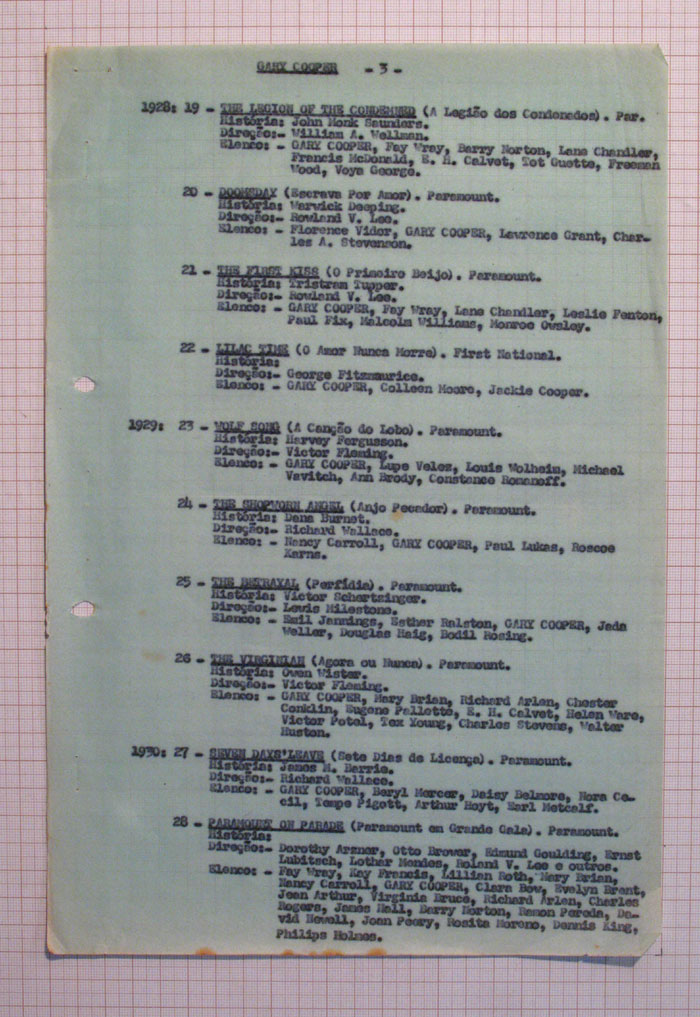 GARY COOPER - 3 -
1928: 19 - THE LEGION OF THE CONDEMNED (A Legião dos Condenados). Par.
História: John Monk Saunders.
Direção:- William A. Wellman.
Elenco: - GARY COOPER, Fay Wray, Barry Norton, Lane Chandler,
Francis McDonald, E. H. Calvet, Tot Guette, Freeman
Wood, Voya George.
20 - DOOMSDAY (Escrava Por Amor). Paramount.
História: Warwick Deeping.
Direção:- Rowland V. Lee.
Elenco: - Florence Vidor, GARY COOPER, Lawrence Grant, Char-
les A. Stevenson.
21 - THE FIRST KISS (O Primeiro Beijo). Paramount.
História: Tristram Tupper.
Direção:- Rowland V. Lee.
Elenco: - GARY COOPER, Fay Wray, Lane Chandler, Leslie Fenton,
Paul Fix, Malcolm Williams, Monroe Owsley.
22 - LILAC TIME (O Amor Nunca Morre). First National.
História:
Direção:- George Fitzmaurice.
Elenco: - GARY COOPER, Colleen Moore, Jackie Cooper.
1929: 23 - WOLF SONG (A Canção do Lobo). Paramount.
História: Harvey Fergusson.
Direção:- Victor Fleming.
Elenco: - GARY COOPER, Lupe Velez, Louis Wolheim, Michael
Vavitch, Ann Brody, Constance Romanoff.
24 - THE SHOPWORN ANGEL (Anjo Pecador). Paramount.
História: Dana Burnet.
Direção:- Richard Wallace.
Elenco: - Nancy Carroll, GARY COOPER, Paul Lukas, Roscoe
Karns.
25 - THE BETRAYAL (Perfídia). Paramount.
História: Victor Schertzinger.
Direção:- Lewis Milestone.
Elenco: - Emil Jannings, Esther Ralston, GARY COOPER, Jada
Weller, Douglas Haig, Bodil Rosing.
26 - THE VIRGINIAN (Agora ou Nunca). Paramount.
História: Owen Wister.
Direção:- Victor Fleming.
Elenco: - GARY COOPER, Mary Brian, Richard Arlen, Chester
Conklin, Eugene Pallette, E. H. Calvet, Helen Ware,
Victor Potel, Tex Young, Charles Stevens, Walter
Huston.
1930: 27 - SEVEN DAYS'LEAVE (Sete Dias de Licença). Paramount.
História: James M. Barrie.
Direção:- Richard Wallace.
Elenco: - GARY COOPER, Beryl Mercer, Daisy Belmore, Nora Ce-
cil, Tempe Pigott, Arthur Hoyt, Earl Metcalf.
28 - PARAMOUNT ON PARADE (Paramount em Grande Gala). Paramount.
História:
Direção:- Dorothy Arzner, Otto Brower, Edmund Goulding, Ernst
Lubitsch, Lothar Mendes, Roland V. Lee e outros.
Elenco: - Fay Wray, Kay Francis, Lillian Roth, Mary Brian,
Nancy Carroll, GARY COOPER, Clara Bow, Evelyn Brent,
Jean Arthur, Virginia Bruce, Richard Arlen, Charles
Rogers, James Hall, Barry Norton, Ramon Pereda, Da-
vid Newell, Joan Peery, Rosita Moreno, Dennis King,
Philips Holmes.